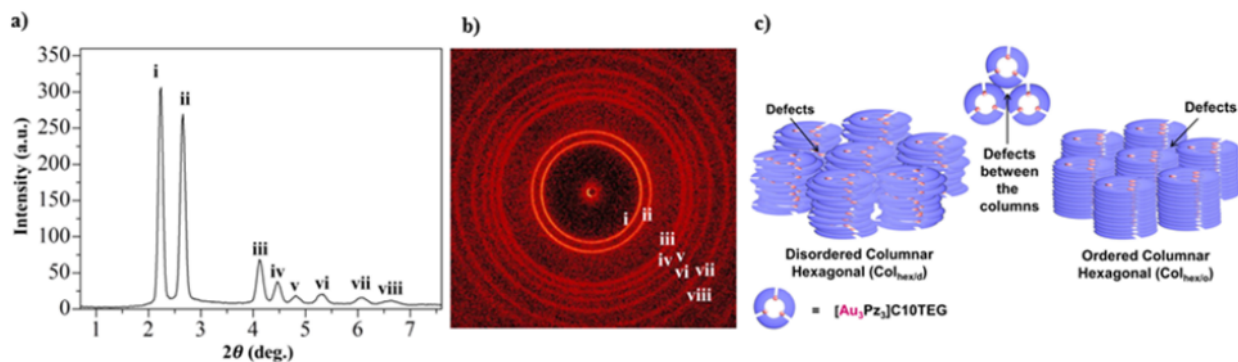 a)
350
300
250
200
150
100
50
0
Intensity (a.u.)
i
ii
iii
iv
v
vi
vii
viii
1 2 3 4 5 6 7
2θ (deg.)
b)
i ii
iii
iv v
vi vii
viii
c)
Defects
Defects
between
the
columns
Defects
Disordered Columnar
Hexagonal (Colhex/d)
Ordered Columnar
Hexagonal (Colhex/o)
= [Au3Pz3]C10TEG